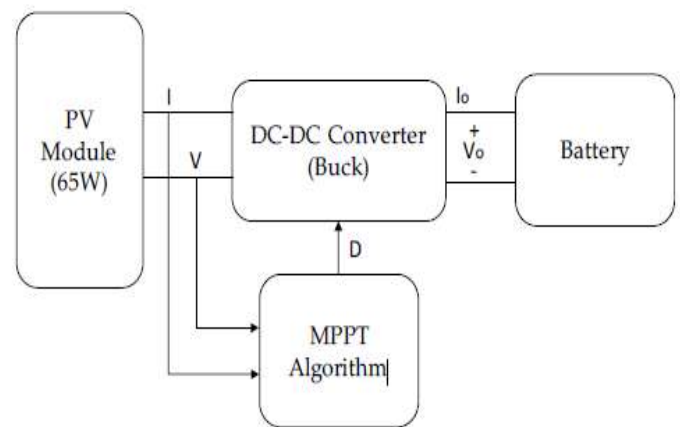 PV
Module
(65W)
I
V
DC-DC Converter
(Buck)
Io
+
Vo
-
Battery
D
MPPT
Algorithm